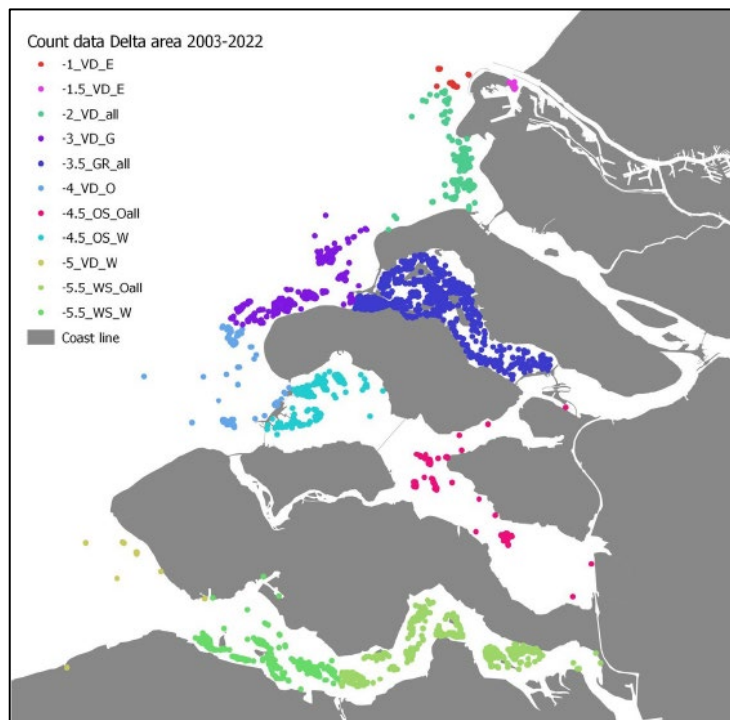 Count data Delta area 2003-2022
-1_VD_E
-1.5_VD_E
-2_VD_all
-3_VD_G
-3.5_GR_all
-4_VD_O
-4.5_OS_Oall
-4.5_OS_W
-5_VD_W
-5.5_WS_Oall
-5.5_WS_W
Coast line